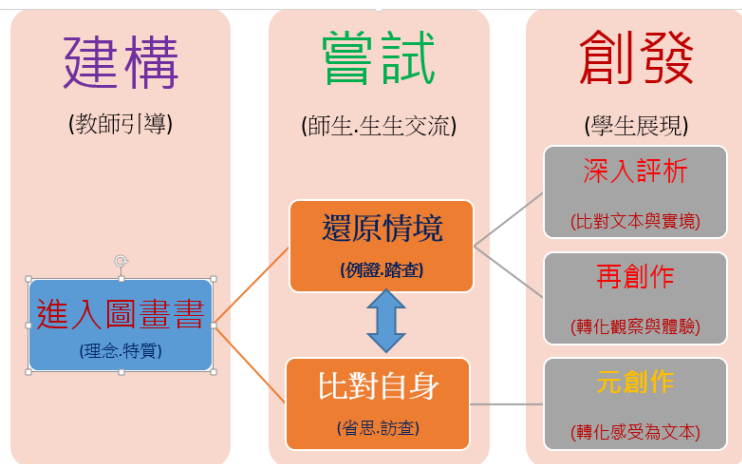 建構
(教師引導)
進入圖畫書
(理念.特質)
嘗試
(師生.生生交流)
還原情境
(例證.踏查)
比對自身
(省思.訪查)
創發
(學生展現)
深入評析
(比對文本與實境)
再創作
(轉化觀察與體驗)
元創作
(轉化感受為文本)